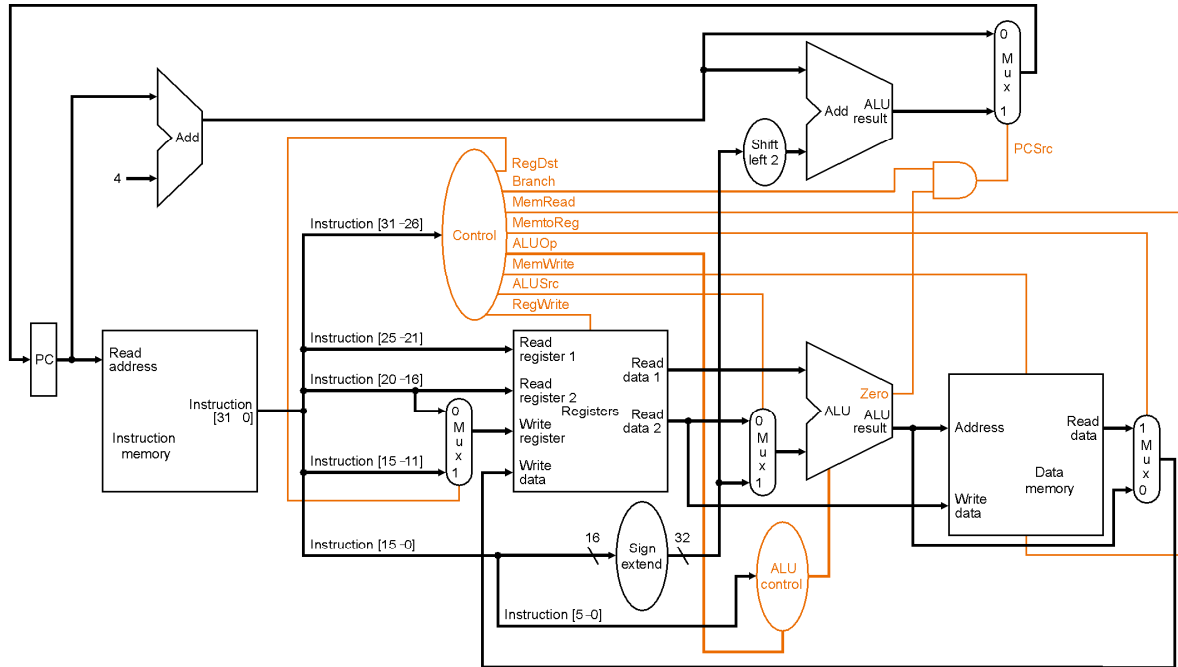 0
M
u
x
1
Add
ALU
result
Add
Shift
left 2
4
PCSrc
RegDst
Branch
MemRead
MemtoReg
ALUOp
MemWrite
ALUSrc
RegWrite
Control
Instruction [31–26]
Instruction [25–21]
Instruction [20–16]
Instruction [15–11]
Instruction [15–0]
Instruction [5–0]
PC
Read
address
Instruction
[31 0]
Instruction
memory
0
M
u
x
1
Read
register 1
Read
register 2
Write
register
Write
data
Registers
Read
data 1
Read
data 2
0
M
u
x
1
Zero
ALU
ALU
result
Address
Write
data
Read
data
Data
memory
1
M
u
x
0
16
Sign
extend
32
ALU
control